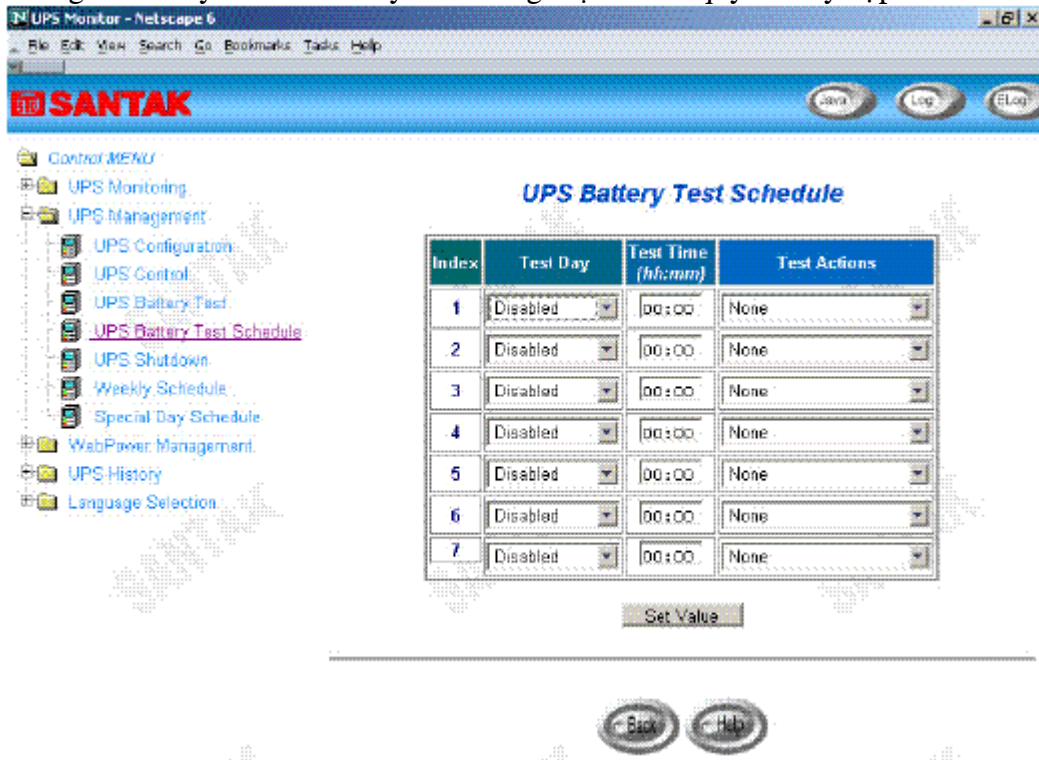 UPS Monitor - Netscape 6
File Edit View Search Go Bookmarks Tasks Help
SANTAK
Java Log ELog
Control MENU
UPS Monitoring
UPS Management
UPS Configuration
UPS Control
UPS Battery Test
UPS Battery Test Schedule
UPS Shutdown
Weekly Schedule
Special Day Schedule
WebPower Management
UPS History
Language Selection
UPS Battery Test Schedule
Index Test Day Test Time (hh:mm) Test Actions
1 Disabled 00:00 None
2 Disabled 00:00 None
3 Disabled 00:00 None
4 Disabled 00:00 None
5 Disabled 00:00 None
6 Disabled 00:00 None
7 Disabled 00:00 None
Set Value
Back Help